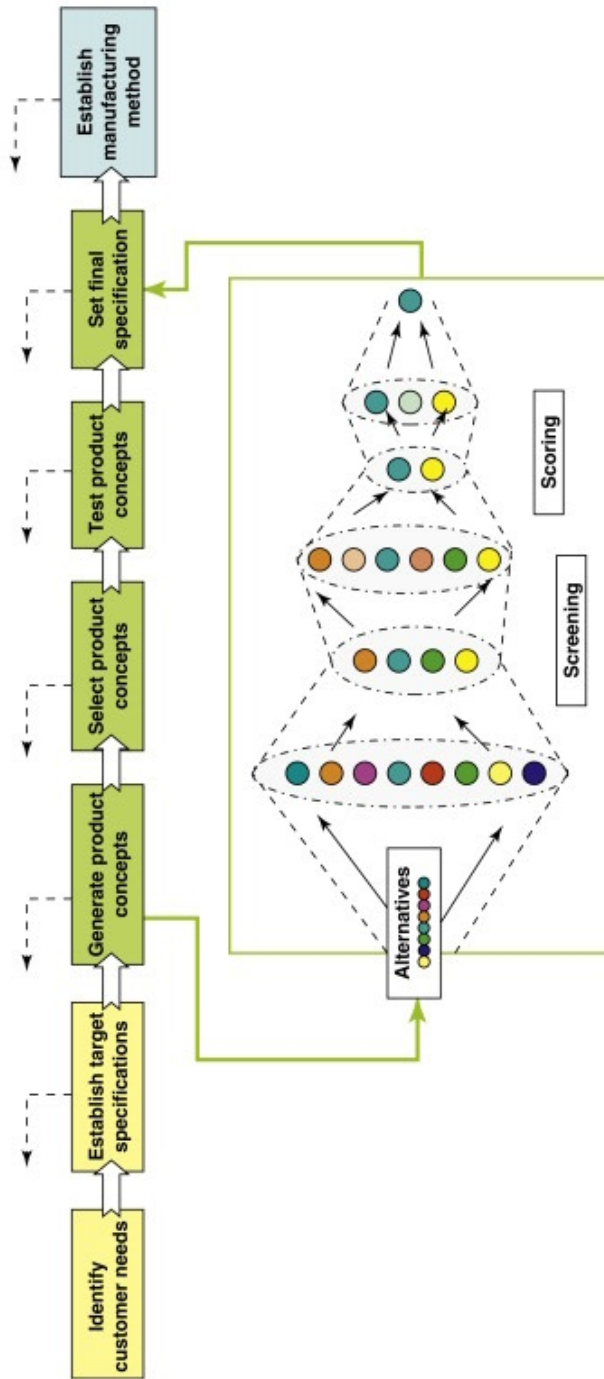 Identify
customer needs
Establish target
specifications
Generate product
concepts
Select product
concepts
Test product
concepts
Set final
specification
Establish
manufacturing
method
Alternatives
Screening
Scoring